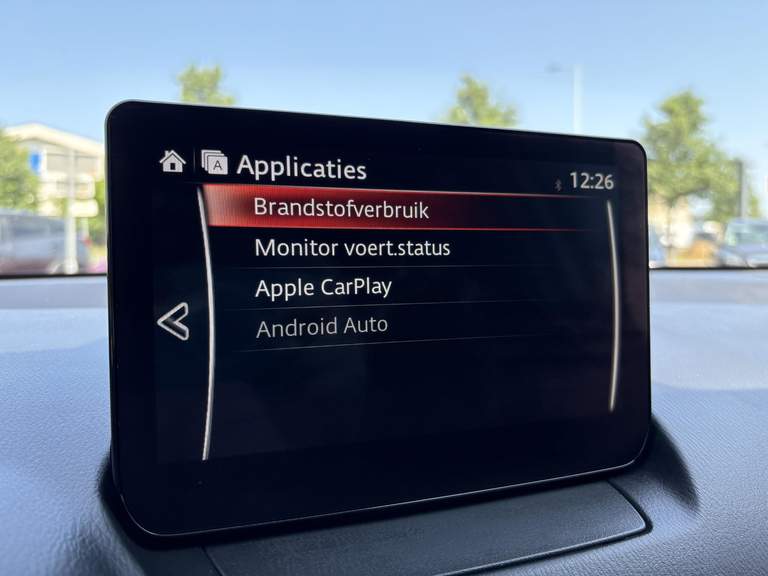 A Applicaties
12:26
Brandstofverbruik
Monitor voert.status
Apple CarPlay
Android Auto